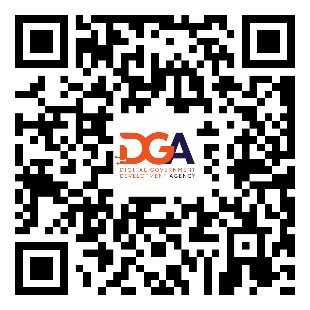 DGA
DIGITAL GOVERNMENT
DEVELOPMENT AGENCY